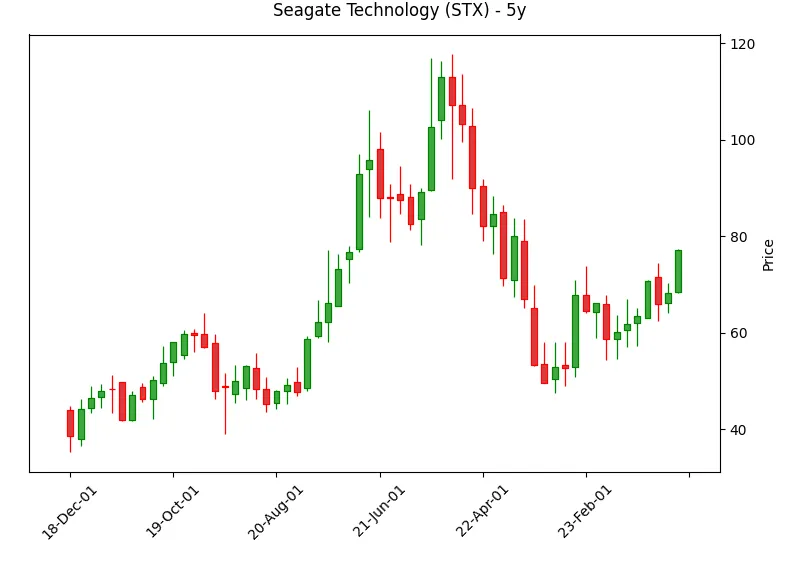 Seagate Technology (STX) - 5y
120
100
80
60
40
Price
18-Dec-01
19-Oct-01
20-Aug-01
21-Jun-01
22-Apr-01
23-Feb-01